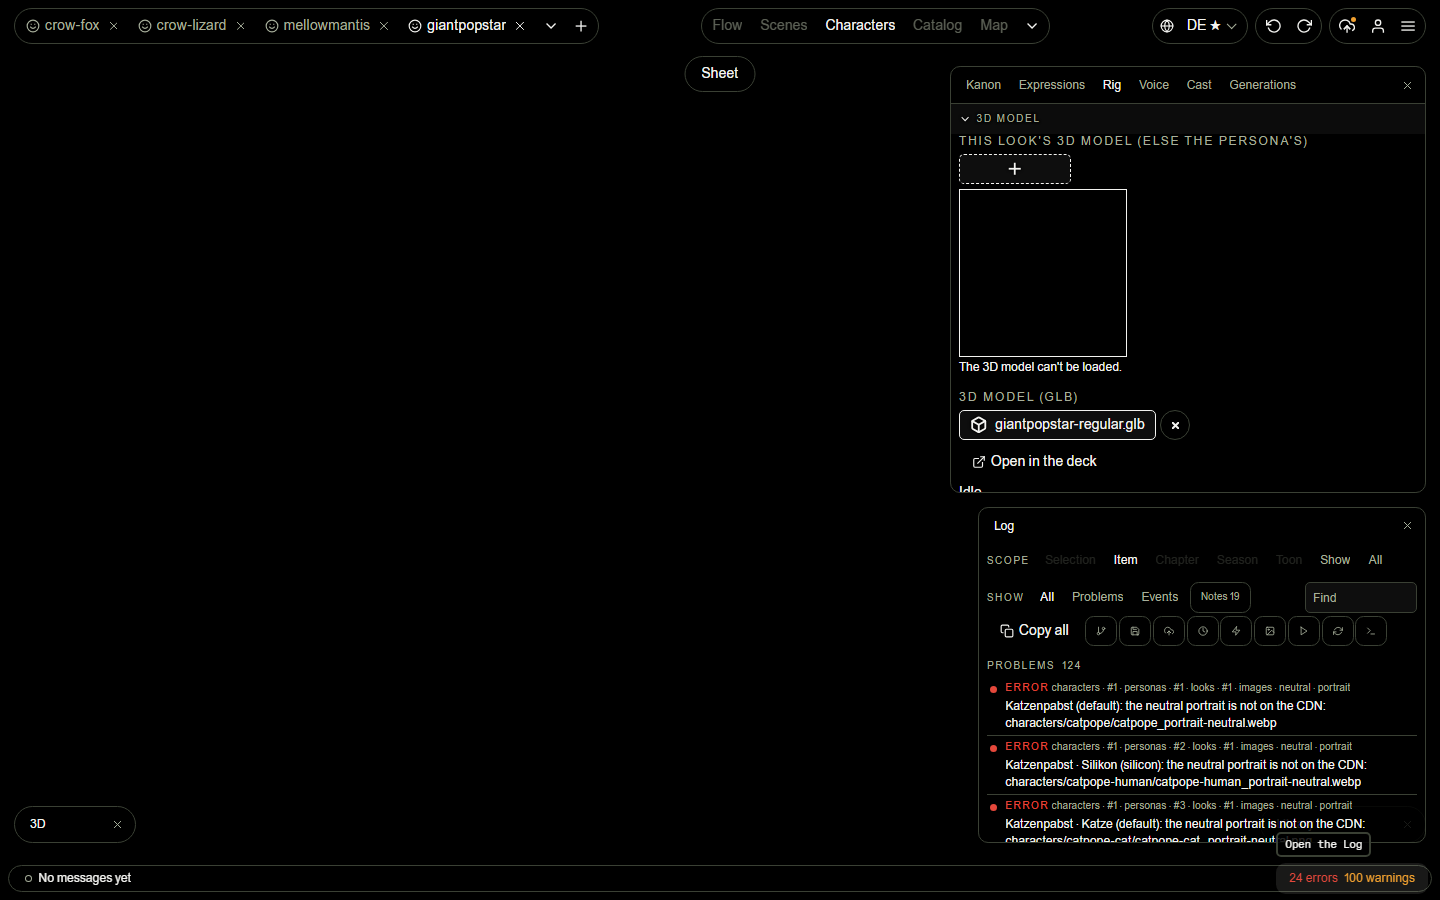 crow-fox crow-lizard mellowmantis giantpopstar
Flow Scenes Characters Catalog Map
DE ★
Sheet
Kanon Expressions Rig Voice Cast Generations
3D MODEL
THIS LOOK'S 3D MODEL (ELSE THE PERSONA'S)
The 3D model can't be loaded.
3D MODEL (GLB)
giantpopstar-regular.glb
Open in the deck
Idle
Log
SCOPE Selection Item Chapter Season Toon Show All
SHOW All Problems Events Notes 19 Find
Copy all
PROBLEMS 124
ERROR characters · #1 · personas · #1 · looks · #1 · images · neutral · portrait
Katzenpabst (default): the neutral portrait is not on the CDN:
characters/catpope/catpope_portrait-neutral.webp
ERROR characters · #1 · personas · #2 · looks · #1 · images · neutral · portrait
Katzenpabst · Silikon (silicon): the neutral portrait is not on the CDN:
characters/catpope-human/catpope-human_portrait-neutral.webp
ERROR characters · #1 · personas · #3 · looks · #1 · images · neutral · portrait
Katzenpabst · Katze (default): the neutral portrait is not on the CDN:
characters/catpope-cat/catpope-cat_portrait-neut
Open the Log
3D
No messages yet
24 errors 100 warnings